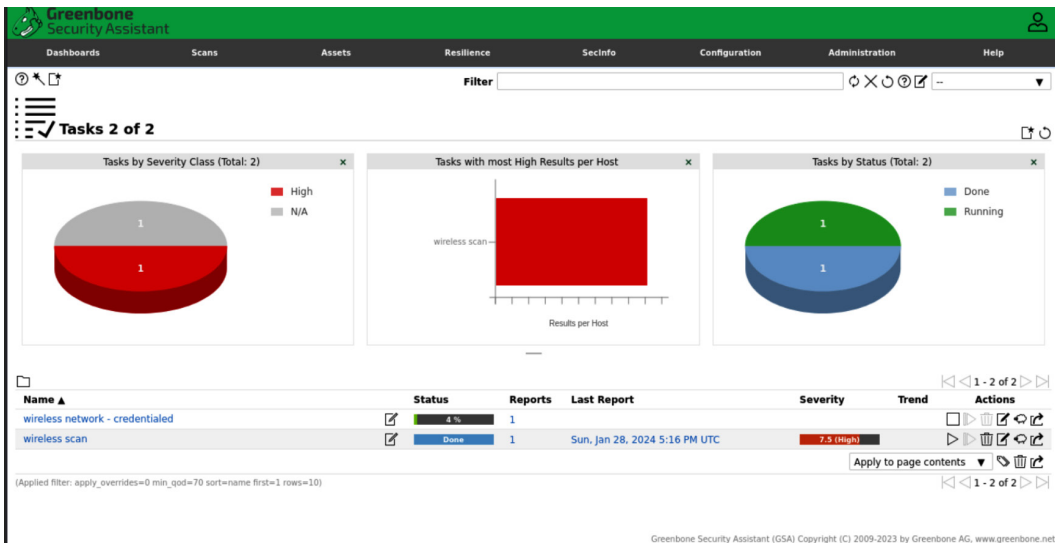 Greenbone
Security Assistant
Dashboards Scans Assets Resilience SecInfo Configuration Administration Help
Filter --
Tasks 2 of 2
Tasks by Severity Class (Total: 2) × Tasks with most High Results per Host × Tasks by Status (Total: 2) ×
High
N/A
1
1
wireless scan
Results per Host
Done
Running
1
1
1 - 2 of 2
Name ▲ Status Reports Last Report Severity Trend Actions
wireless network - credentialed 4 % 1
wireless scan Done 1 Sun, Jan 28, 2024 5:16 PM UTC 7.5 (High)
Apply to page contents ▼
(Applied filter: apply_overrides=0 min_qod=70 sort=name first=1 rows=10) 1 - 2 of 2
Greenbone Security Assistant (GSA) Copyright (C) 2009-2023 by Greenbone AG, www.greenbone.net